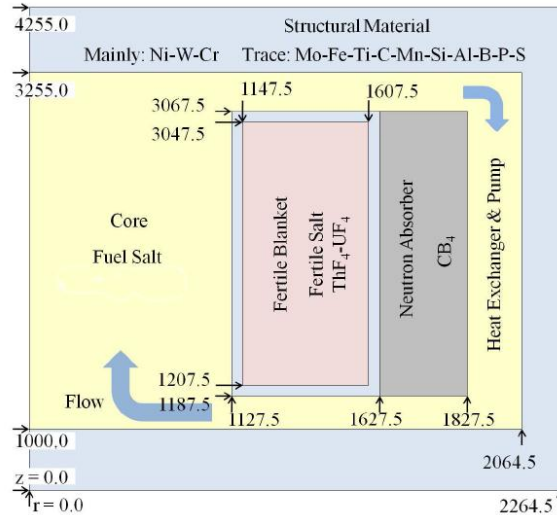 4255.0
Structural Material
Mainly: Ni-W-Cr Trace: Mo-Fe-Ti-C-Mn-Si-Al-B-P-S
3255.0
1147.5 1607.5
3067.5
3047.5
Core
Fuel Salt
Fertile Blanket
Fertile Salt
ThF4-UF4
Neutron Absorber
CB4
Heat Exchanger & Pump
1207.5
Flow
1187.5
1127.5 1627.5 1827.5
1000,0
2064.5
z = 0.0
r = 0.0 2264.5